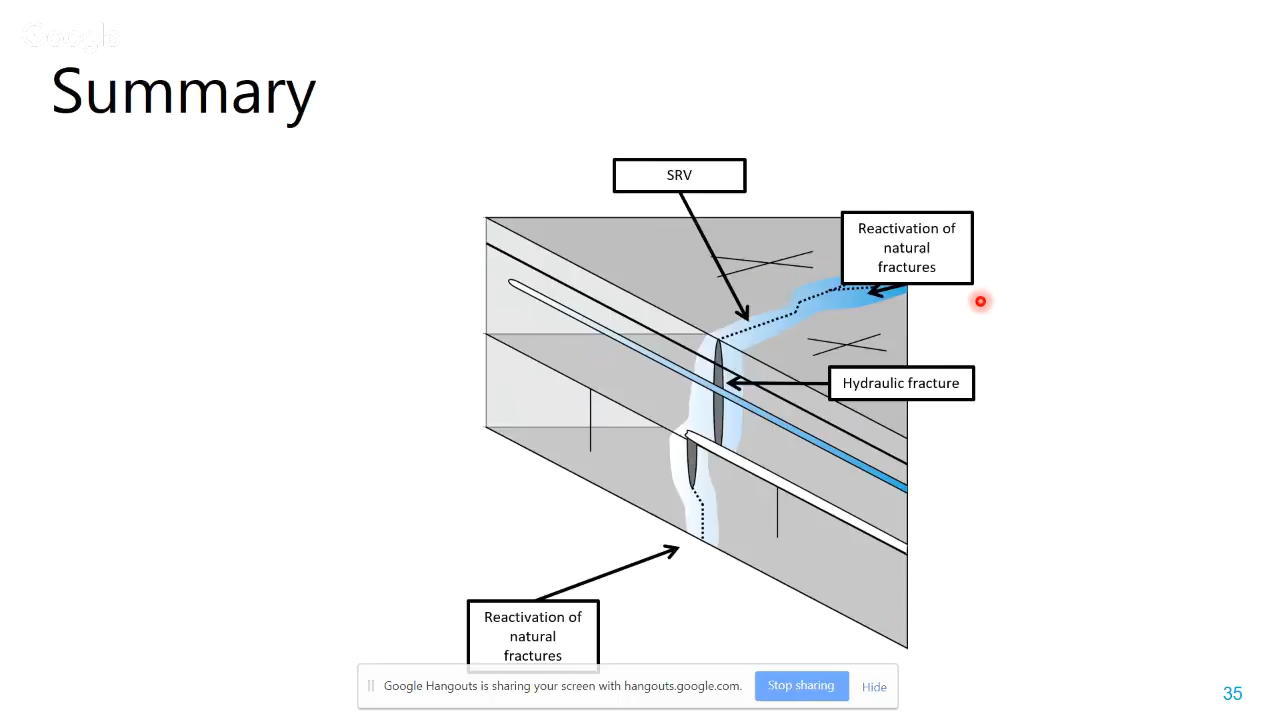 Google
Summary
SRV
Reactivation of
natural
fractures
Hydraulic fracture
Reactivation of
natural
fractures
Google Hangouts is sharing your screen with hangouts.google.com.
Stop sharing
Hide
35